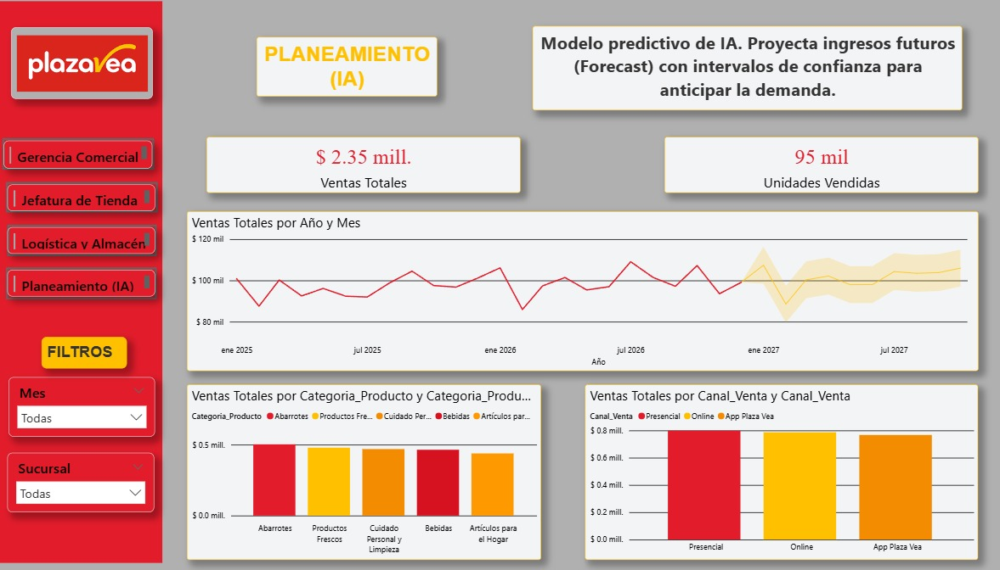 plazavea
Gerencia Comercial
Jefatura de Tienda
Logística y Almacén
Planeamiento (IA)
FILTROS
Mes
Todas
Sucursal
Todas
PLANEAMIENTO
(IA)
Modelo predictivo de IA. Proyecta ingresos futuros
(Forecast) con intervalos de confianza para
anticipar la demanda.
$ 2.35 mill.
Ventas Totales
95 mil
Unidades Vendidas
Ventas Totales por Año y Mes
$ 120 mil
$ 100 mil
$ 80 mil
ene 2025 jul 2025 ene 2026 jul 2026 ene 2027 jul 2027
Año
Ventas Totales por Categoria_Producto y Categoria_Produ...
Categoria_Producto Abarrotes Productos Fre... Cuidado Per... Bebidas Artículos par...
$ 0.5 mill.
$ 0.0 mill.
Abarrotes Productos Cuidado Bebidas Artículos para
Frescos Personal y el Hogar
Limpieza
Ventas Totales por Canal_Venta y Canal_Venta
Canal_Venta Presencial Online App Plaza Vea
$ 0.8 mill.
$ 0.6 mill.
$ 0.4 mill.
$ 0.2 mill.
$ 0.0 mill.
Presencial Online App Plaza Vea